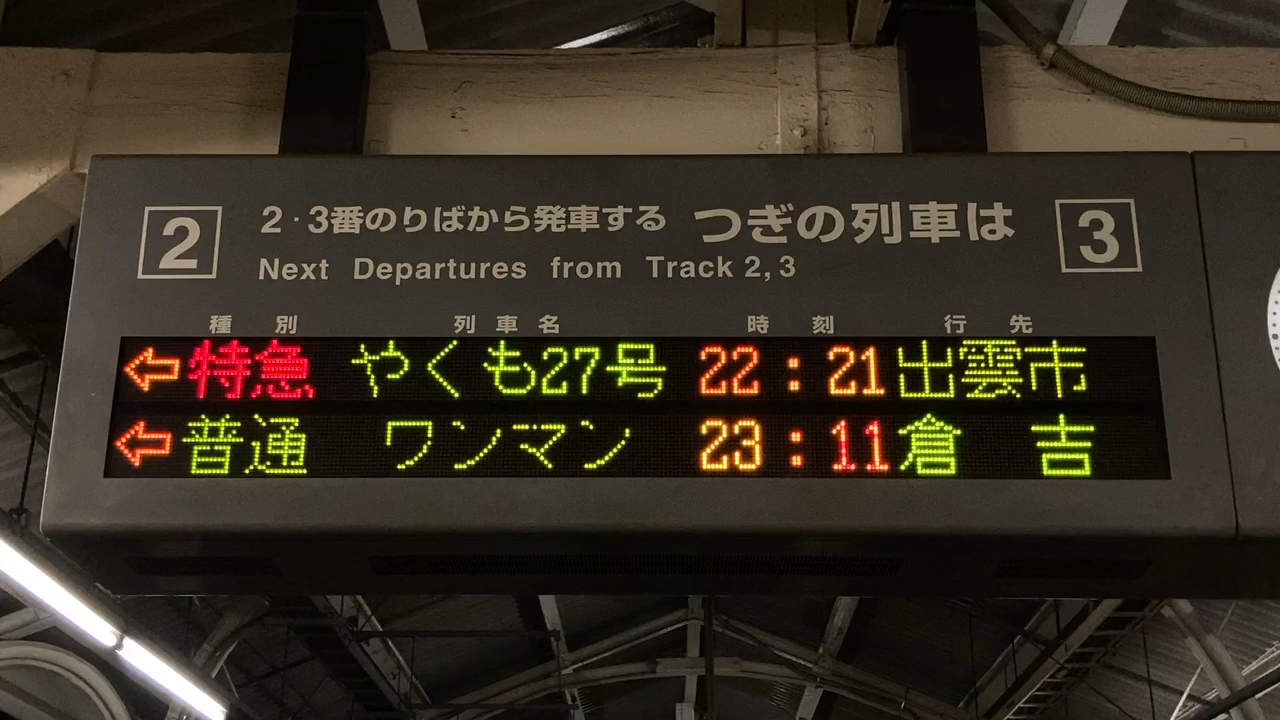 2 2・3番のりばから発車する つぎの列車は 3
Next Departures from Track 2, 3
種別 列車名 時刻 行先
⇦特急 やくも27号 22:21 出雲市
⇦普通 ワンマン 23:11 倉吉